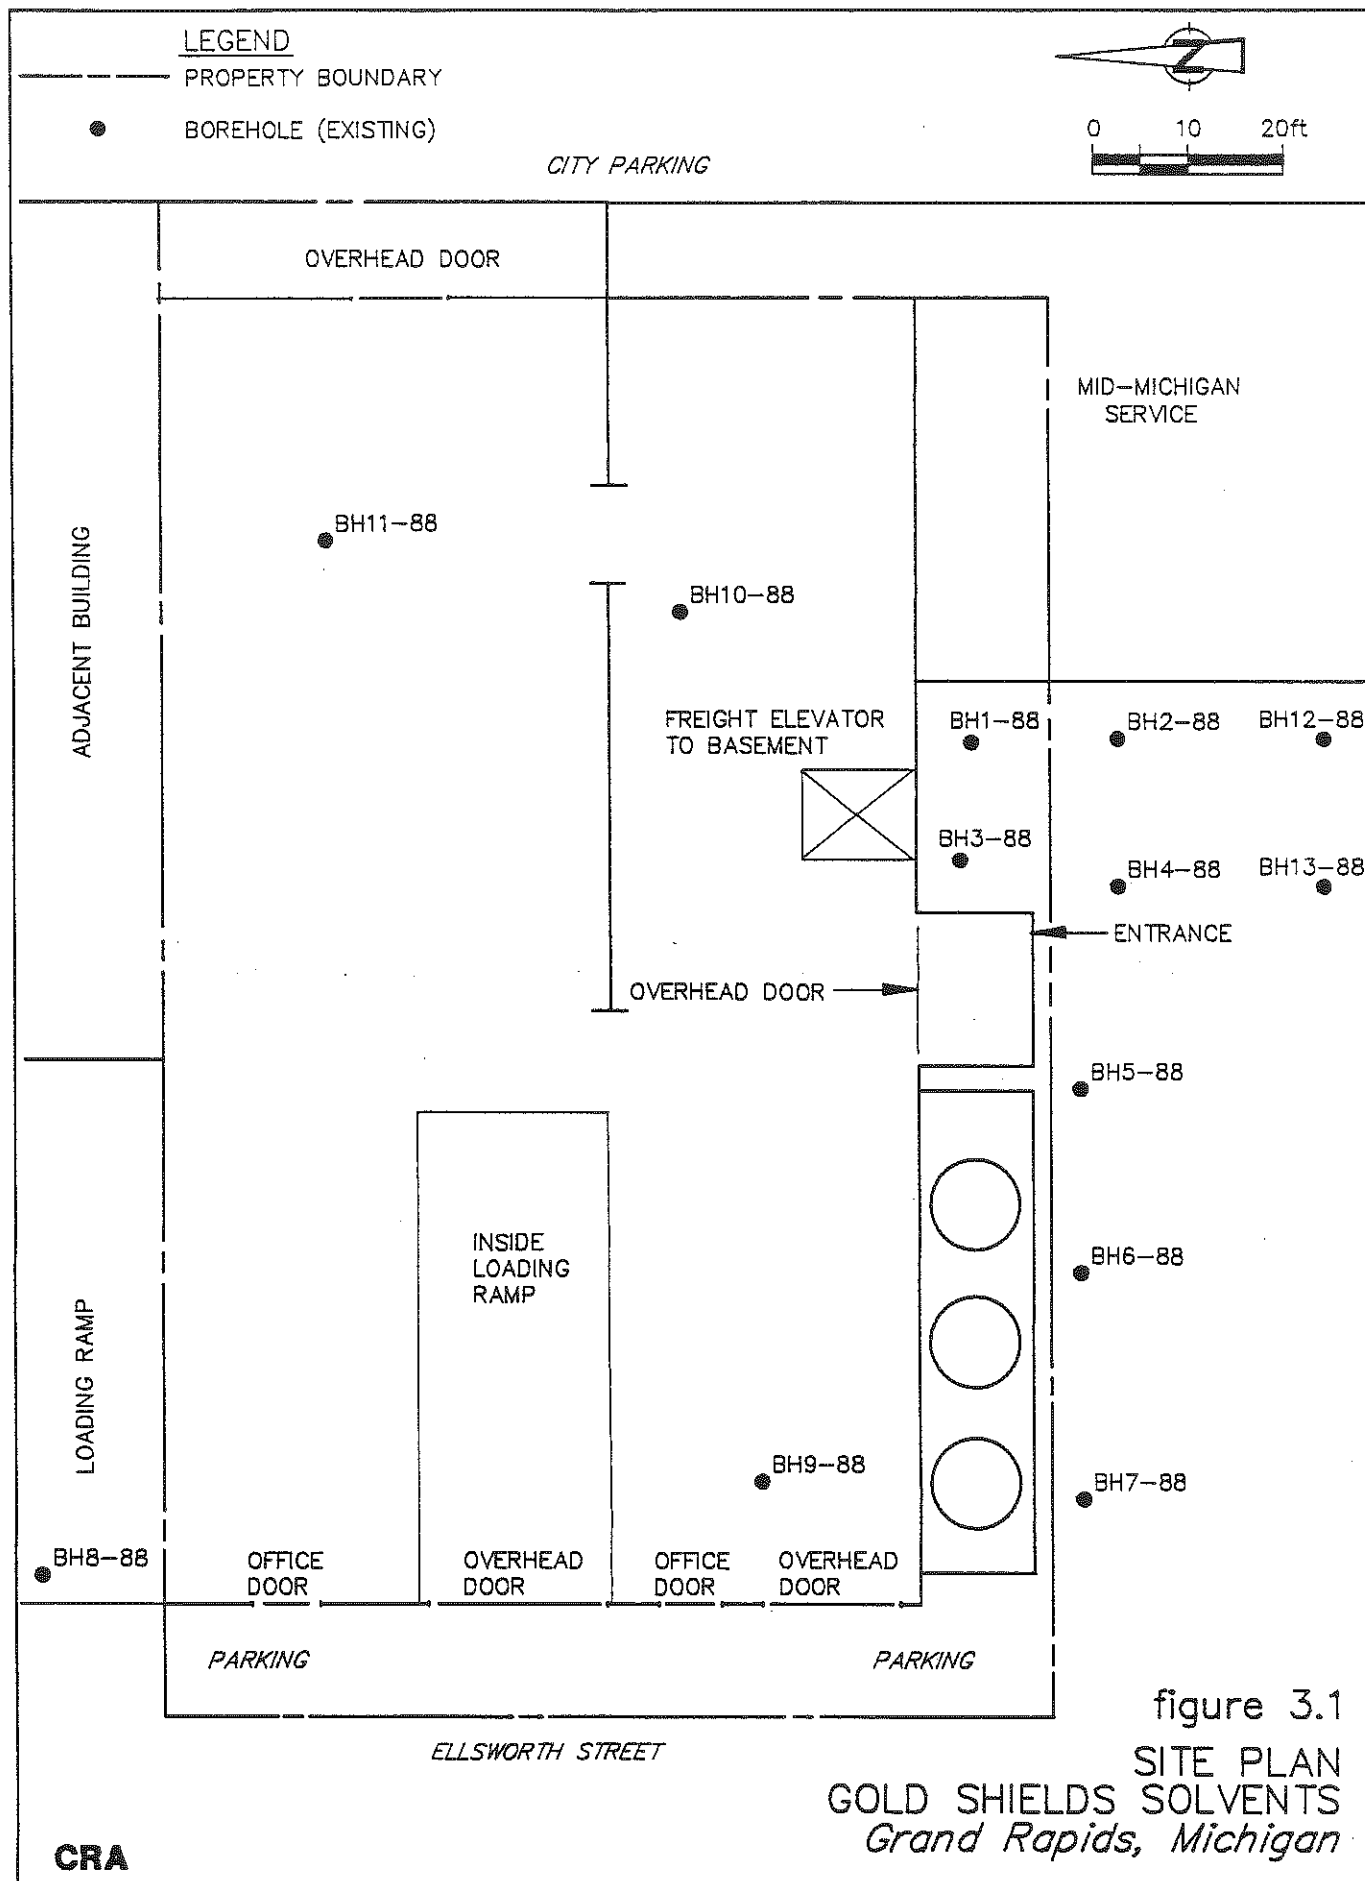 LEGEND
PROPERTY BOUNDARY
BOREHOLE (EXISTING)
Z
0 10 20ft
CITY PARKING
OVERHEAD DOOR
MID-MICHIGAN
SERVICE
BH11-88
ADJACENT BUILDING
BH10-88
FREIGHT ELEVATOR
TO BASEMENT
BH1-88
BH2-88
BH12-88
BH3-88
BH4-88
BH13-88
ENTRANCE
OVERHEAD DOOR
BH5-88
INSIDE
LOADING
RAMP
BH6-88
LOADING RAMP
BH9-88
BH7-88
BH8-88
OFFICE
DOOR
OVERHEAD
DOOR
OFFICE
DOOR
OVERHEAD
DOOR
PARKING
PARKING
ELLSWORTH STREET
figure 3.1
SITE PLAN
GOLD SHIELDS SOLVENTS
Grand Rapids, Michigan
CRA